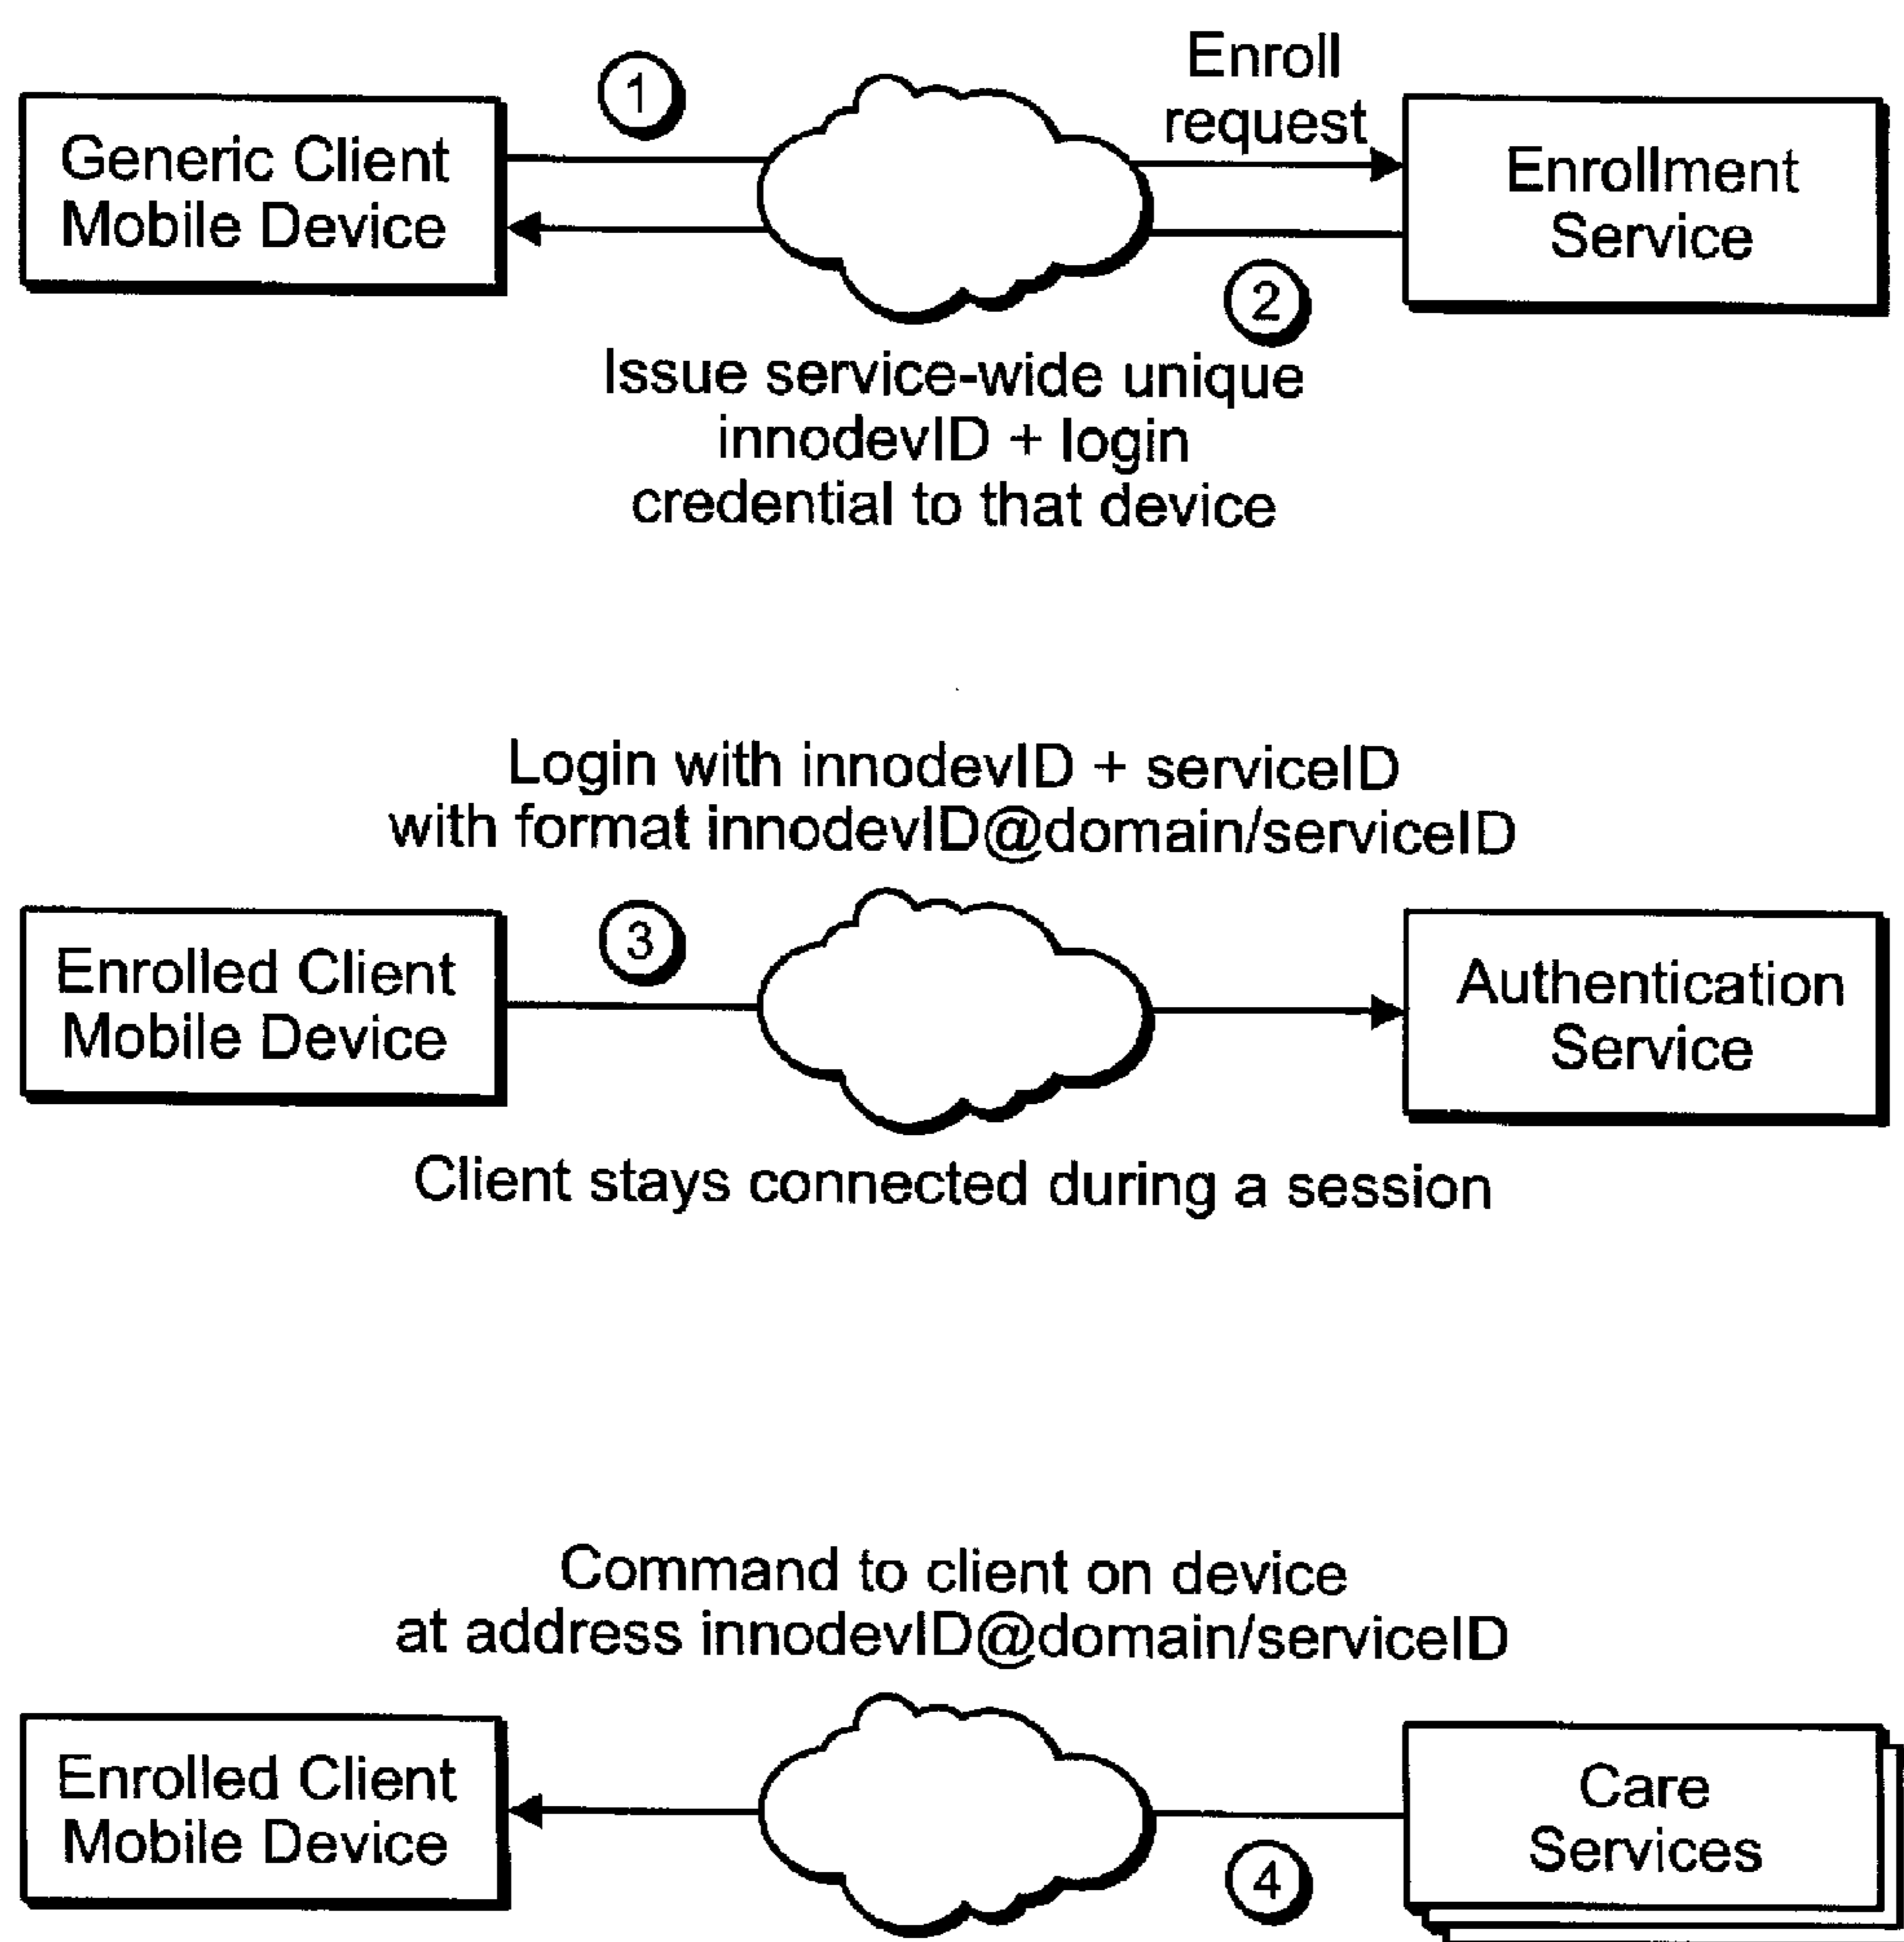 1
Enroll
request
Generic Client
Mobile Device
Enrollment
Service
2
Issue service-wide unique
innodevID + login
credential to that device
Login with innodevID + serviceID
with format innodevID@domain/serviceID
3
Enrolled Client
Mobile Device
Authentication
Service
Client stays connected during a session
Command to client on device
at address innodevID@domain/serviceID
Enrolled Client
Mobile Device
Care
Services
4